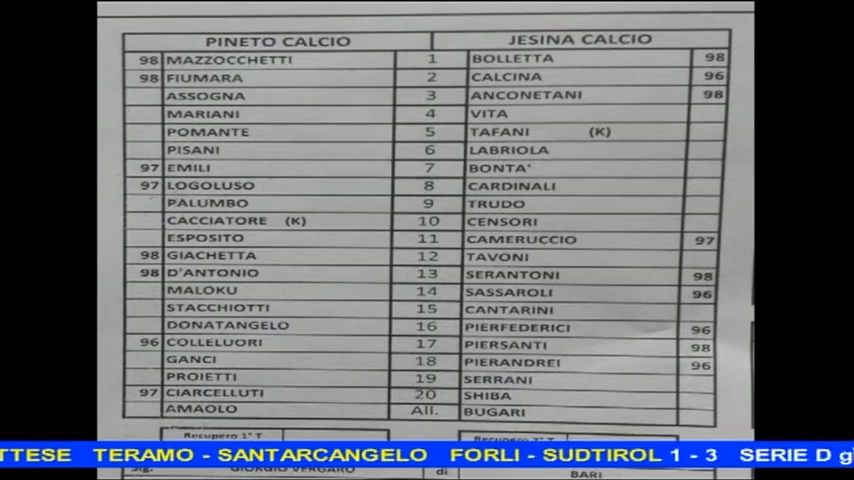 PINETO CALCIO JESINA CALCIO
98 MAZZOCCHETTI 1 BOLLETTA 98
98 FIUMARA 2 CALCINA 96
ASSOGNA 3 ANCONETANI 98
MARIANI 4 VITA
POMANTE 5 TAFANI (K)
PISANI 6 LABRIOLA
97 EMILI 7 BONTA'
97 LOGOLUSO 8 CARDINALI
PALUMBO 9 TRUDO
CACCIATORE (K) 10 CENSORI
ESPOSITO 11 CAMERUCCIO 97
98 GIACHETTA 12 TAVONI
98 D'ANTONIO 13 SERANTONI 98
MALOKU 14 SASSAROLI 96
STACCHIOTTI 15 CANTARINI
DONATANGELO 16 PIERFEDERICI 96
96 COLLELUORI 17 PIERSANTI 98
GANCI 18 PIERANDREI 96
PROIETTI 19 SERRANI
97 CIARCELLUTI 20 SHIBA
AMAOLO All. BUGARI
Recupero 1° T Recupero 2° T
TTESE TERAMO - SANTARCANGELO FORLI - SUDTIROL 1 - 3 SERIE D gi
Sig. GIORGIO VERGARO di BARI